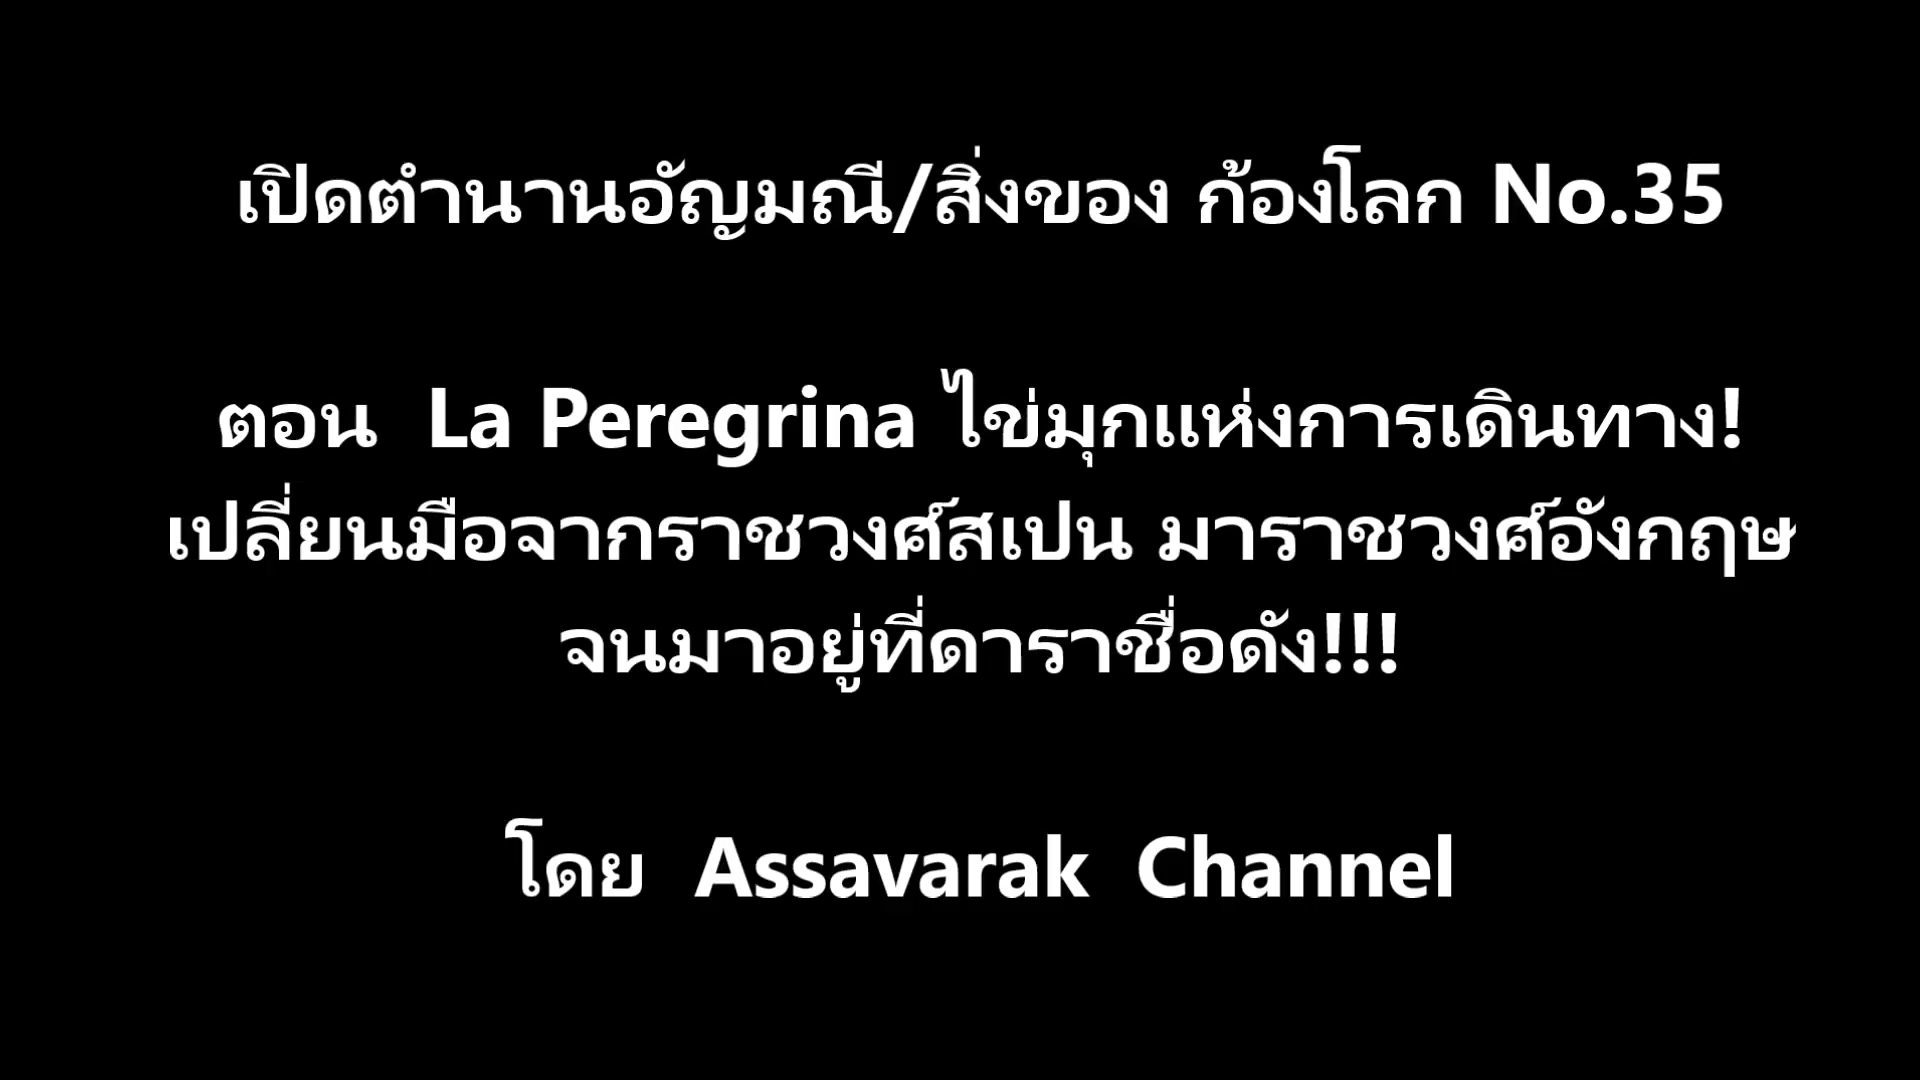 เปิดตำนานอัญมณี/สิ่งของ ก้องโลก No.35
ตอน La Peregrina ไข่มุกแห่งการเดินทาง!
เปลี่ยนมือจากราชวงศ์สเปน มาราชวงศ์อังกฤษ
จนมาอยู่ที่ดาราชื่อดัง!!!
โดย Assavarak Channel